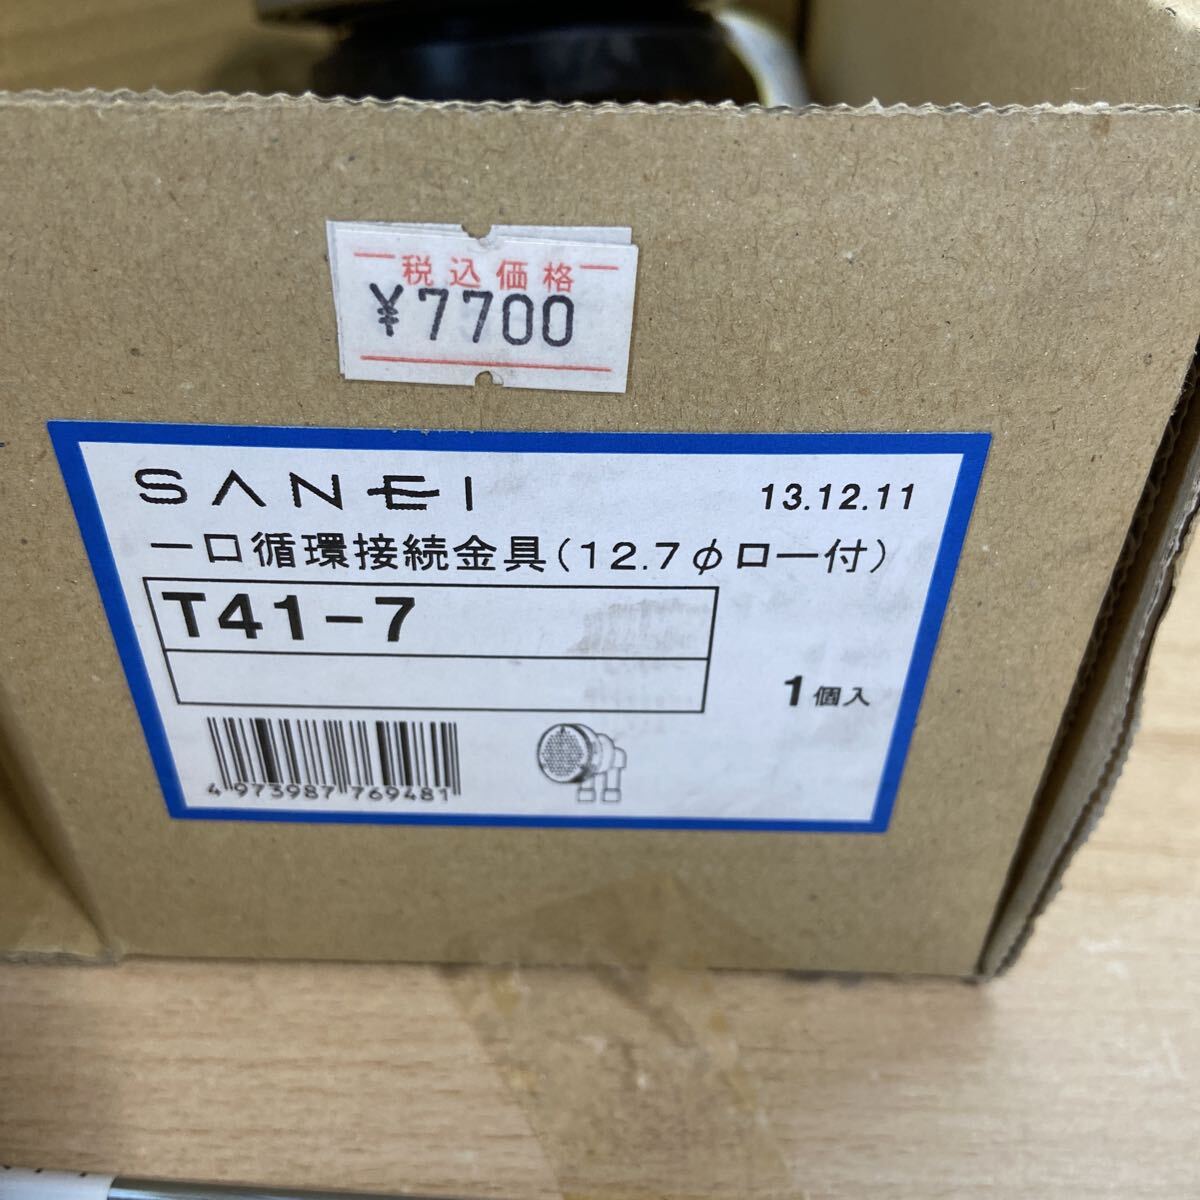 税込価格
¥7700
SANEI
13.12.11
一口循環接続金具(12.7φロー付)
T41-7
1個入
4973987769481